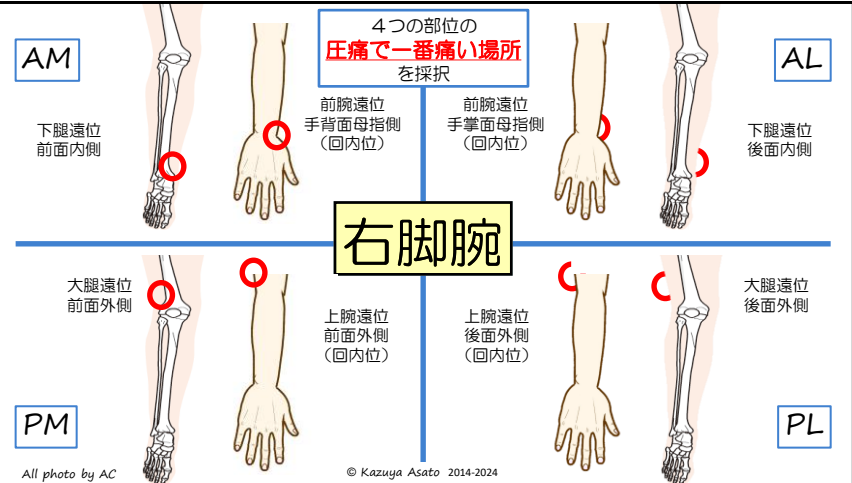 ４つの部位の
圧痛で一番痛い場所
を採択
AM
AL
下腿遠位
前面内側
前腕遠位
手背面母指側
（回内位）
前腕遠位
手掌面母指側
（回内位）
下腿遠位
後面内側
右脚腕
大腿遠位
前面外側
上腕遠位
前面外側
（回内位）
上腕遠位
後面外側
（回内位）
大腿遠位
後面外側
PM
PL
All photo by AC
© Kazuya Asato 2014-2024